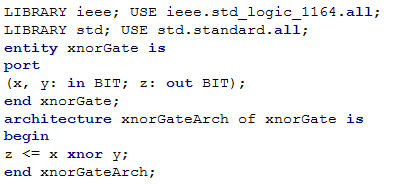 LIBRARY ieee; USE ieee.std_logic_1164.all;
LIBRARY std; USE std.standard.all;
entity xnorGate is
port
(x, y: in BIT; z: out BIT);
end xnorGate;
architecture xnorGateArch of xnorGate is
begin
z <= x xnor y;
end xnorGateArch;